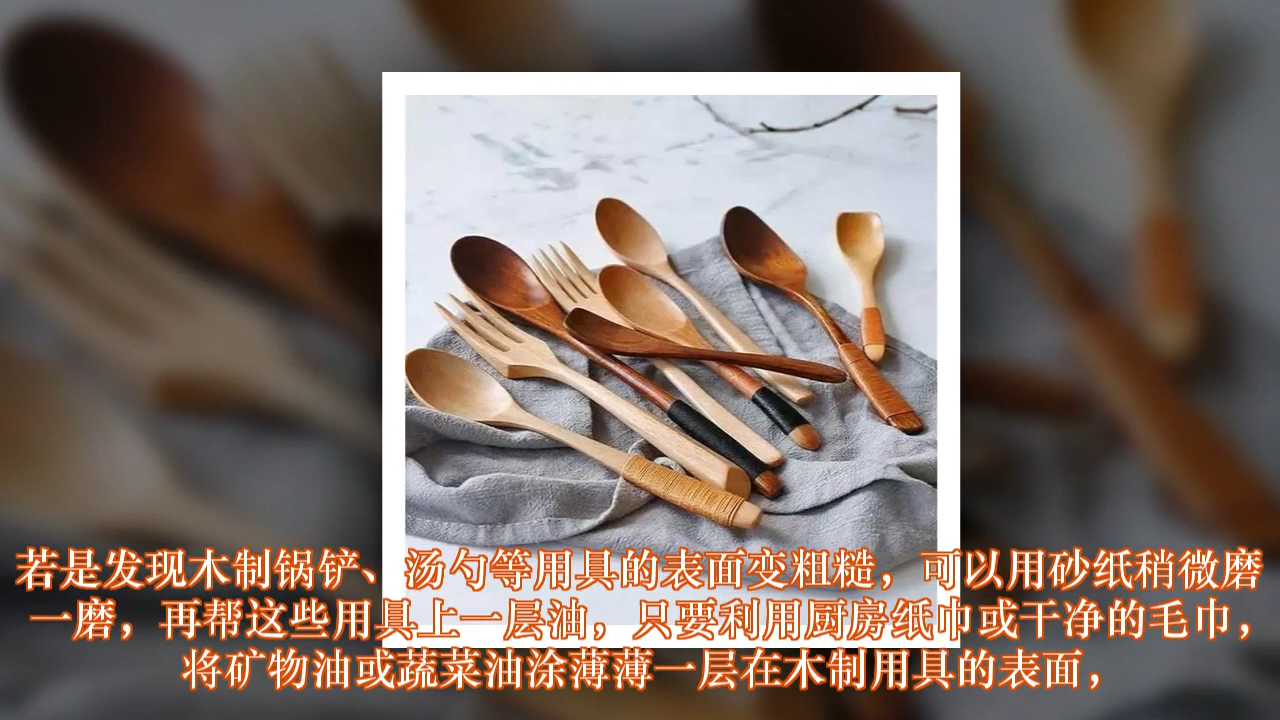 若是发现木制锅铲、汤勺等用具的表面变粗糙，可以用砂纸稍微磨
一磨，再帮这些用具上一层油，只要利用厨房纸巾或干净的毛巾，
将矿物油或蔬菜油涂薄薄一层在木制用具的表面，